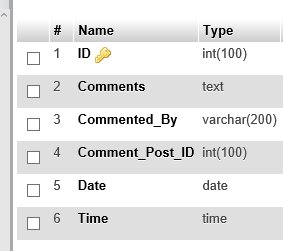 # Name Type
1 ID int(100)
2 Comments text
3 Commented_By varchar(200)
4 Comment_Post_ID int(100)
5 Date date
6 Time time